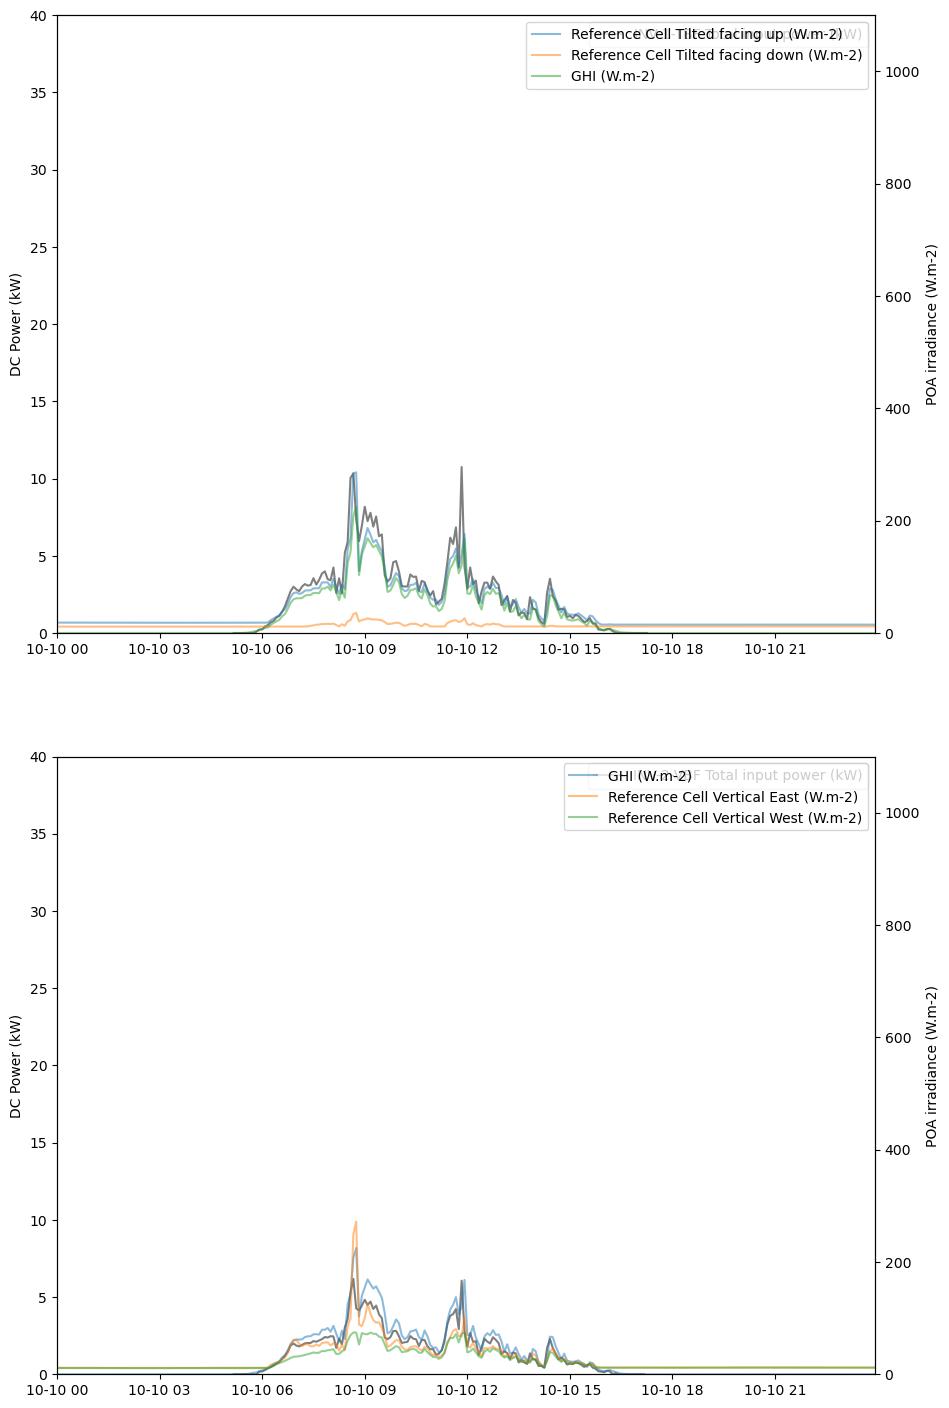 40
35
30
25
20
15
10
5
0
DC Power (kW)
1000
800
600
400
200
0
POA irradiance (W.m-2)
Reference Cell Tilted facing up (W.m-2)
Reference Cell Tilted facing down (W.m-2)
GHI (W.m-2)
10-10 00 10-10 03 10-10 06 10-10 09 10-10 12 10-10 15 10-10 18 10-10 21
40
35
30
25
20
15
10
5
0
DC Power (kW)
1000
800
600
400
200
0
POA irradiance (W.m-2)
GHI (W.m-2) Total input power (kW)
Reference Cell Vertical East (W.m-2)
Reference Cell Vertical West (W.m-2)
10-10 00 10-10 03 10-10 06 10-10 09 10-10 12 10-10 15 10-10 18 10-10 21